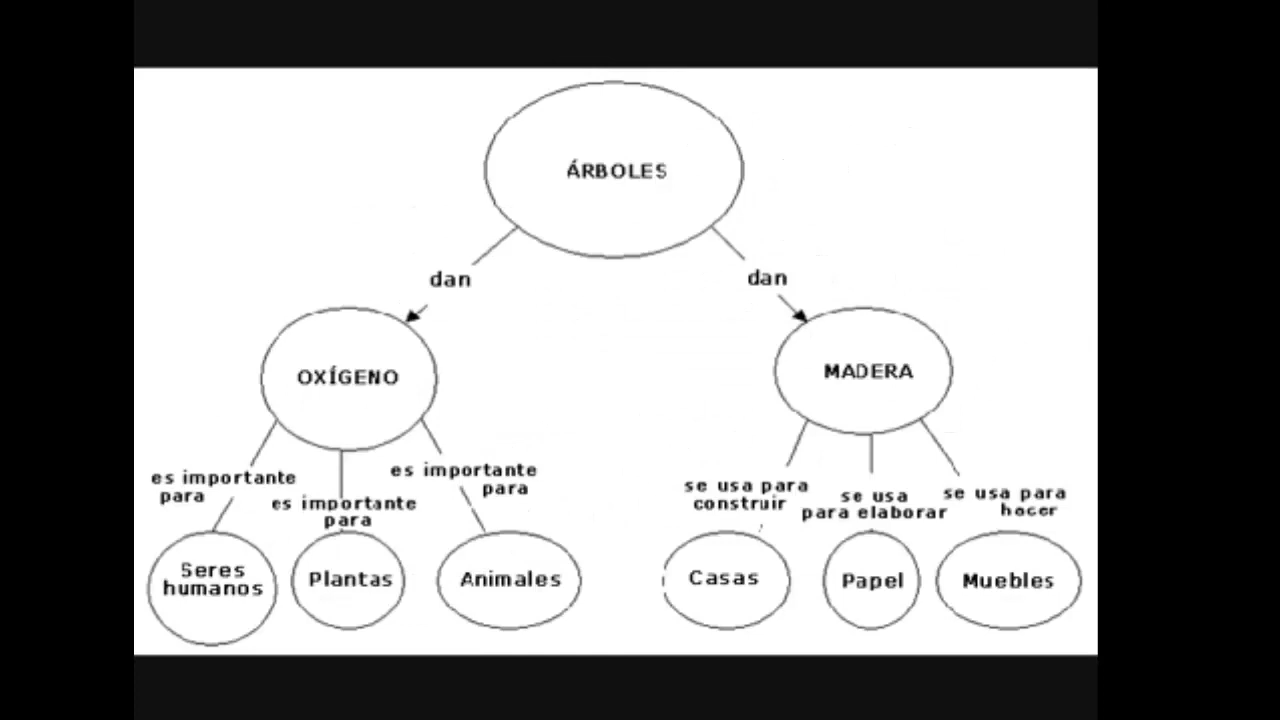 ÁRBOLES
dan
dan
OXÍGENO
MADERA
es importante
para
es importante
para
es importante
para
se usa para
construir
se usa
para elaborar
se usa para
hacer
Seres
humanos
Plantas
Animales
Casas
Papel
Muebles